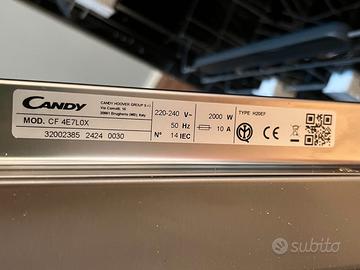 CANDY
CANDY HOOVER GROUP S.r.l.
Via Comolli, 16
20861 Brugherio (MB), Italy
MOD. CF 4E7L0X
32002385 2424 0030
220-240 V~
50 Hz
N° 14 IEC
2000 W
10 A
TYPE H20EF
CE
subito